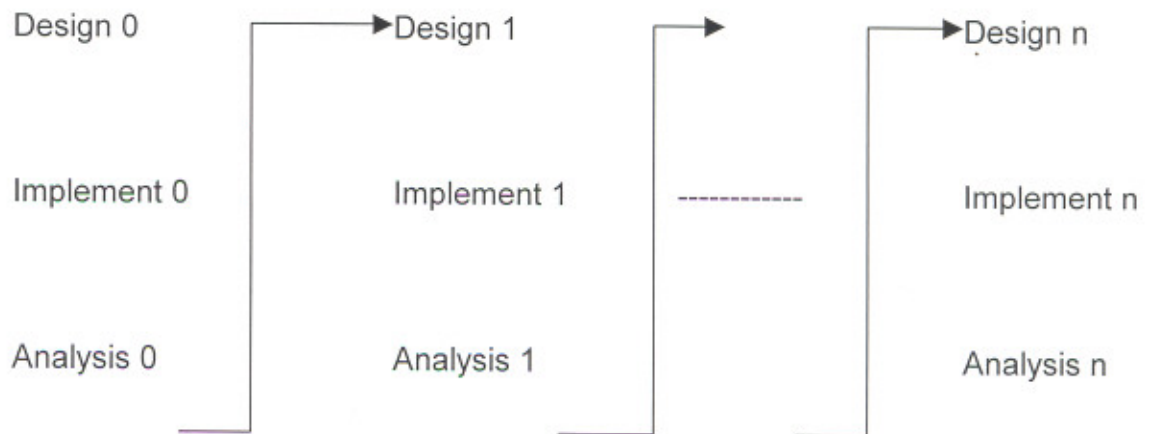 Design 0
Design 1
Design n
Implement 0
Implement 1
Implement n
Analysis 0
Analysis 1
Analysis n